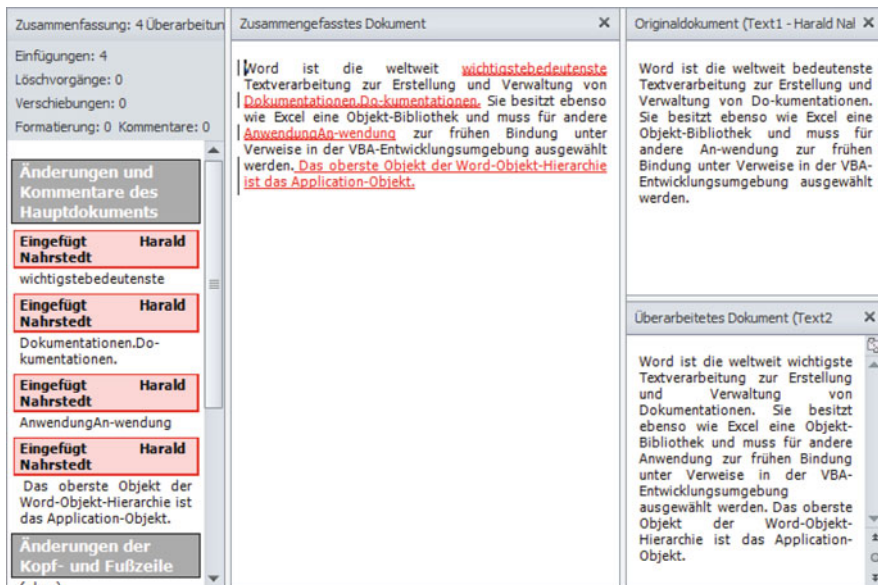 Zusammenfassung: 4 Überarbeitun
Einfügungen: 4
Löschvorgänge: 0
Verschiebungen: 0
Formatierung: 0 Kommentare: 0
Änderungen und
Kommentare des
Hauptdokuments
Eingefügt Harald
Nahrstedt
wichtigstebedeutenste
Eingefügt Harald
Nahrstedt
Dokumentationen.Do-
kumentationen.
Eingefügt Harald
Nahrstedt
AnwendungAn-wendung
Eingefügt Harald
Nahrstedt
Das oberste Objekt der
Word-Objekt-Hierarchie ist
das Application-Objekt.
Änderungen der
Kopf- und Fußzeile
Zusammengefasstes Dokument
Word ist die weltweit wichtigstebedeutenste
Textverarbeitung zur Erstellung und Verwaltung von
Dokumentationen.Do-kumentationen. Sie besitzt ebenso
wie Excel eine Objekt-Bibliothek und muss für andere
AnwendungAn-wendung zur frühen Bindung unter
Verweise in der VBA-Entwicklungsumgebung ausgewählt
werden. Das oberste Objekt der Word-Objekt-Hierarchie
ist das Application-Objekt.
Originaldokument (Text1 - Harald Nal
Word ist die weltweit bedeutenste
Textverarbeitung zur Erstellung und
Verwaltung von Do-kumentationen.
Sie besitzt ebenso wie Excel eine
Objekt-Bibliothek und muss für
andere An-wendung zur frühen
Bindung unter Verweise in der VBA-
Entwicklungsumgebung ausgewählt
werden.
Überarbeitetes Dokument (Text2
Word ist die weltweit wichtigste
Textverarbeitung zur Erstellung
und Verwaltung von
Dokumentationen. Sie besitzt
ebenso wie Excel eine Objekt-
Bibliothek und muss für andere
Anwendung zur frühen Bindung
unter Verweise in der VBA-
Entwicklungsumgebung
ausgewählt werden. Das oberste
Objekt der Word-Objekt-
Hierarchie ist das Application-
Objekt.